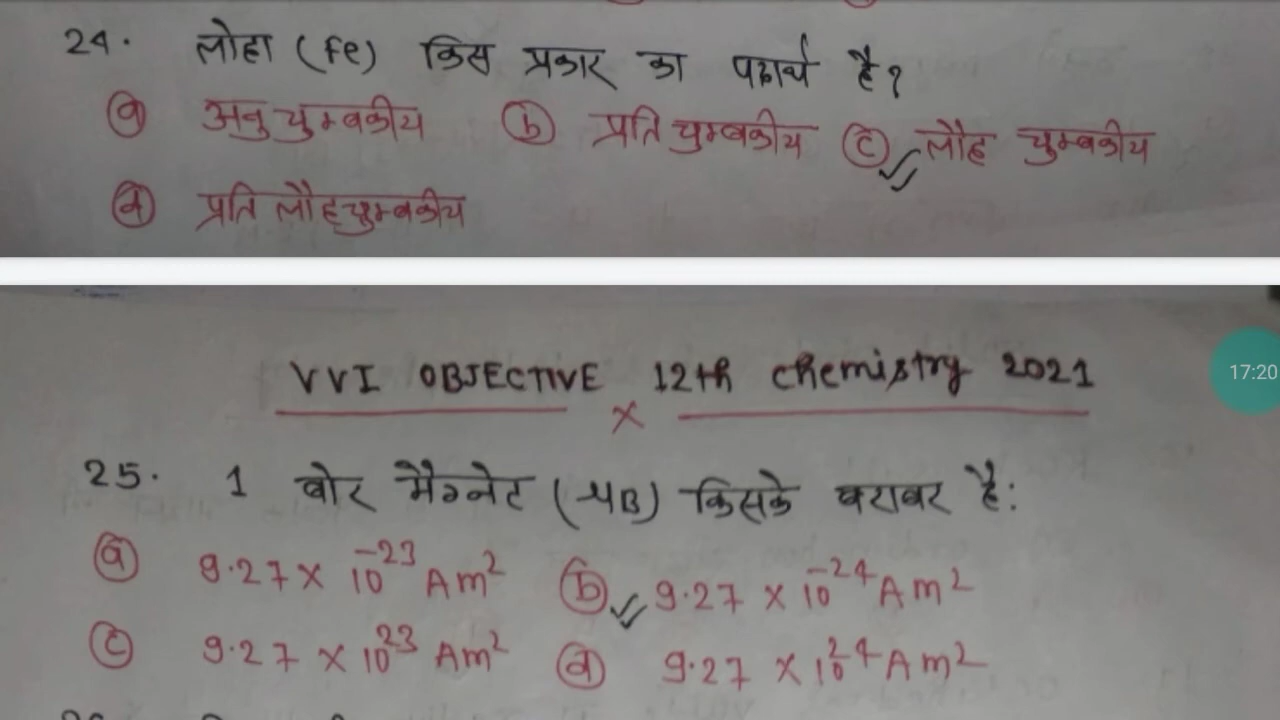 24. लोहा (Fe) किस प्रकार का पदार्थ है?
(a) अनुचुम्बकीय (b) प्रति चुम्बकीय (c) लौह चुम्बकीय
(d) प्रति लौहचुम्बकीय
VVI OBJECTIVE 12th chemistry 2021
17:20
25. 1 बोर मैग्नेट (μB) किसके बराबर है:
(a) 9.27 × 10⁻²³ Am² (b) 9.27 × 10⁻²⁴ Am²
(c) 9.27 × 10²³ Am² (d) 9.27 × 10²⁴ Am²